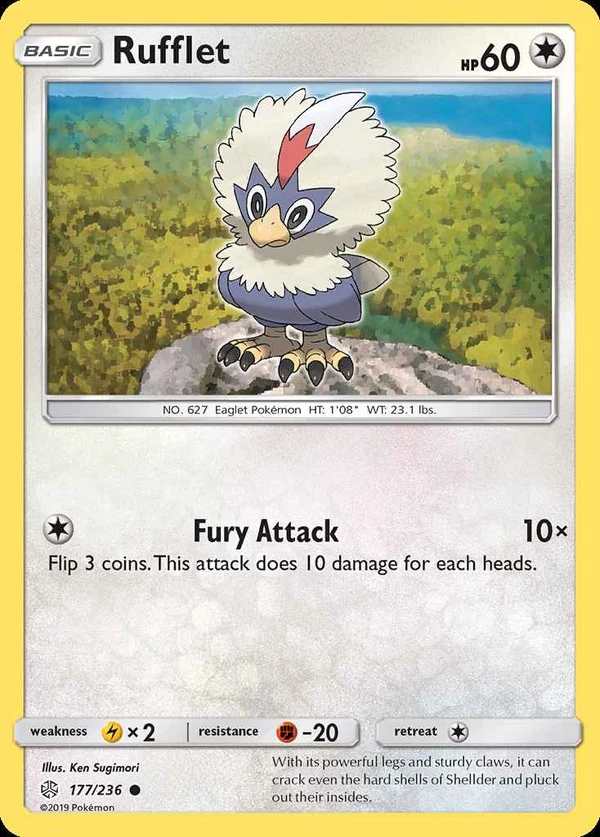 BASIC Rufflet HP60
NO. 627 Eaglet Pokémon HT: 1'08" WT: 23.1 lbs.
Fury Attack 10×
Flip 3 coins. This attack does 10 damage for each heads.
weakness ×2 resistance -20 retreat
Illus. Ken Sugimori
177/236
©2019 Pokémon
With its powerful legs and sturdy claws, it can
crack even the hard shells of Shellder and pluck
out their insides.